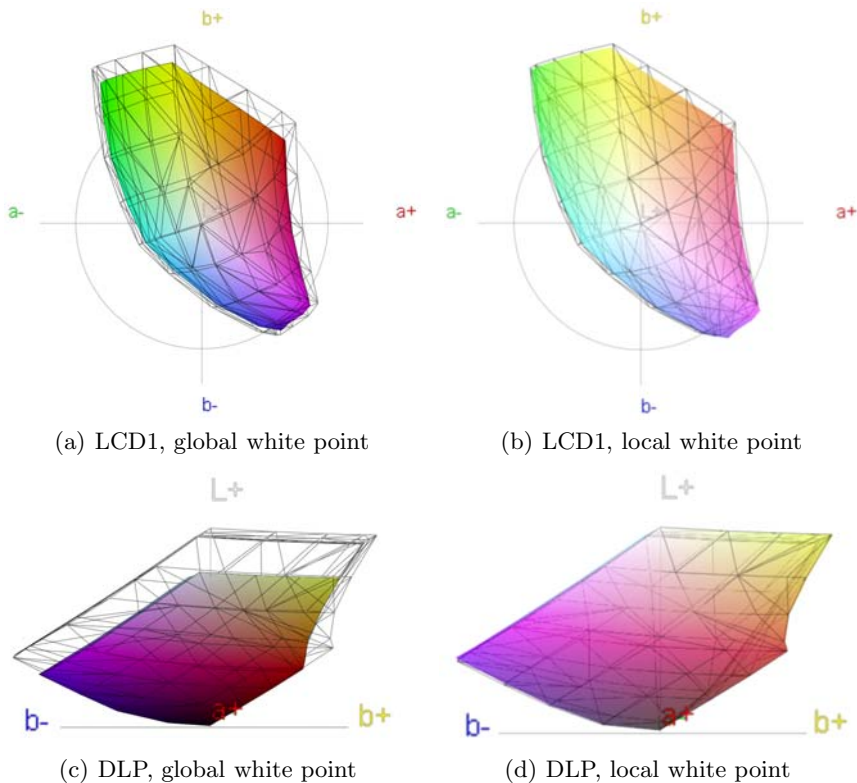 b+ b+
a- a+ a- a+
b- b-
(a) LCD1, global white point (b) LCD1, local white point
L+ L+
b- a+ b+ b- a+ b+
(c) DLP, global white point (d) DLP, local white point